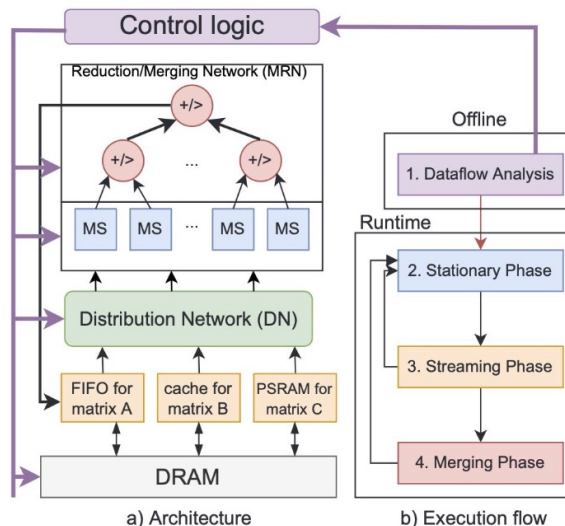 Control logic
Reduction/Merging Network (MRN)
+/>
+/>
...
+/>
MS
MS
...
MS
MS
Distribution Network (DN)
FIFO for
matrix A
cache for
matrix B
PSRAM for
matrix C
DRAM
a) Architecture
Offline
1. Dataflow Analysis
Runtime
2. Stationary Phase
3. Streaming Phase
4. Merging Phase
b) Execution flow